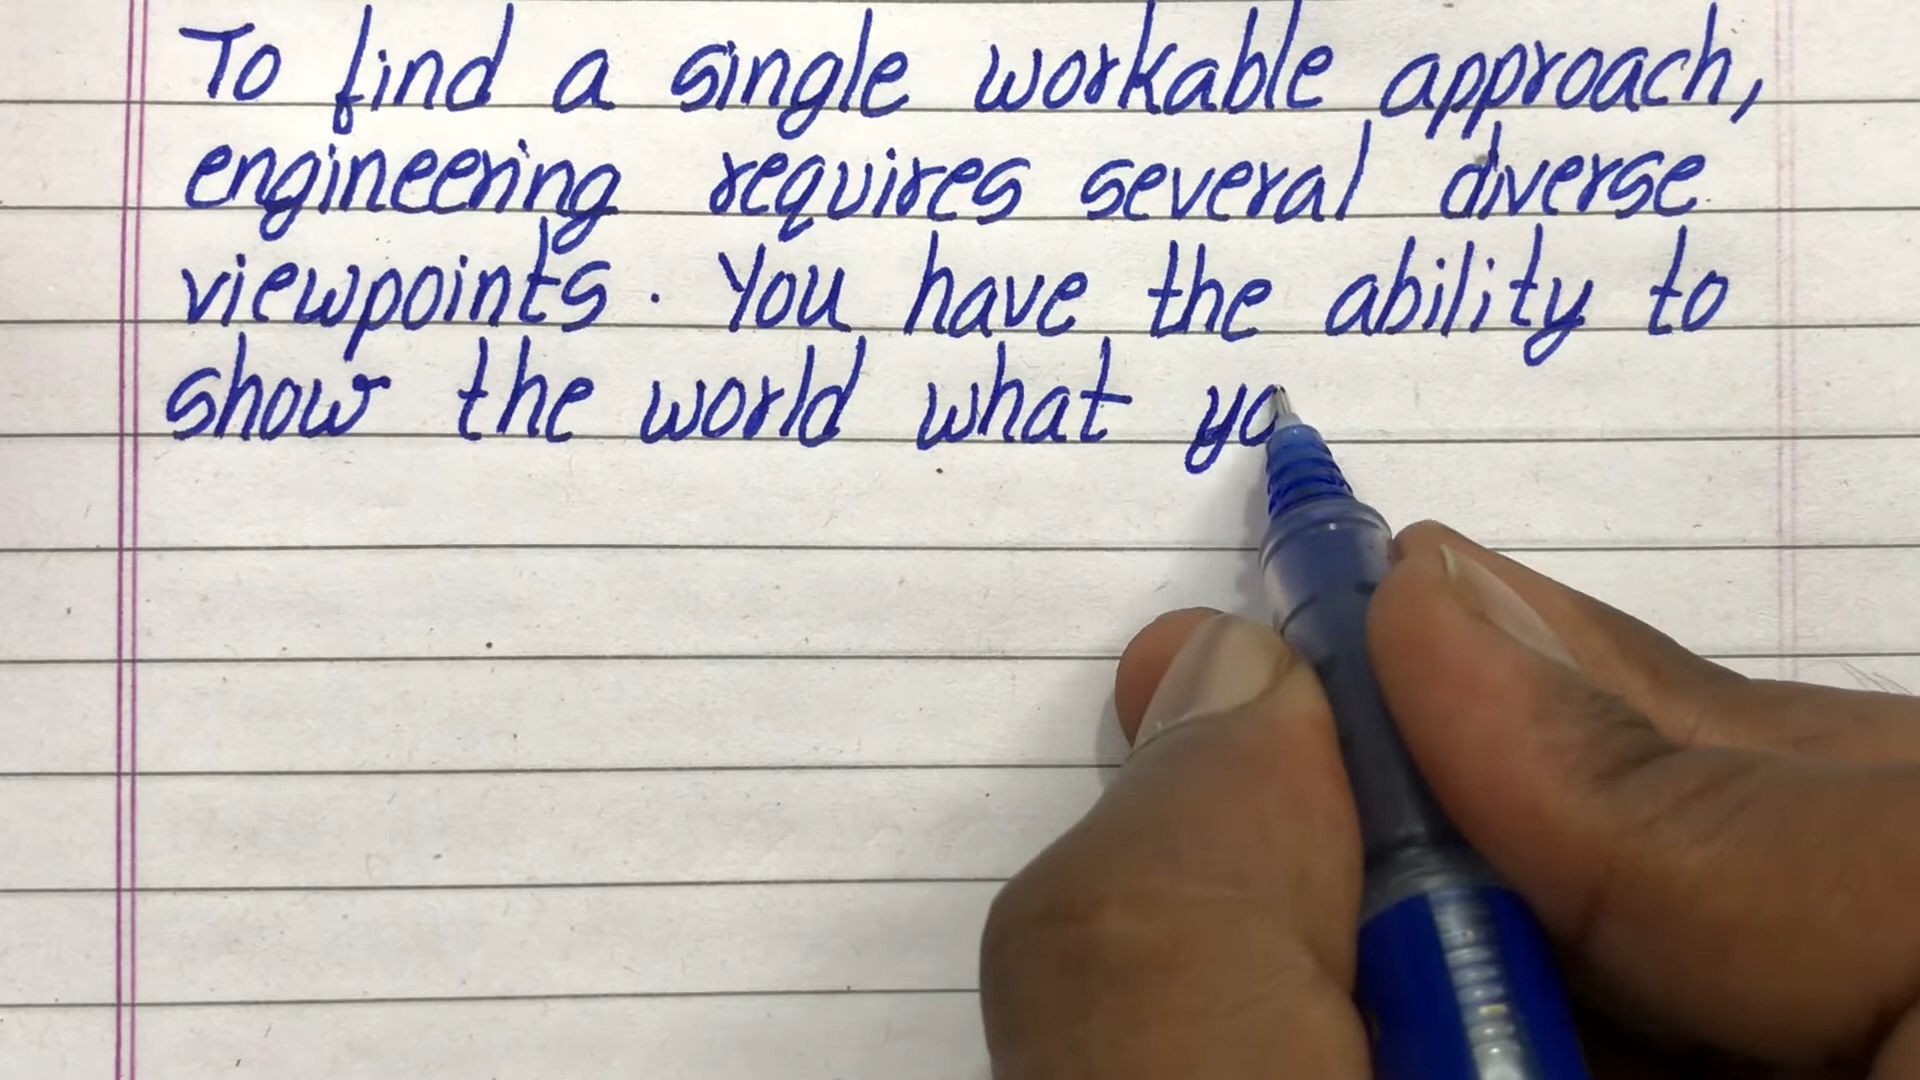 To find a single workable approach,
engineering requires several diverse
viewpoints. You have the ability to
show the world what yo